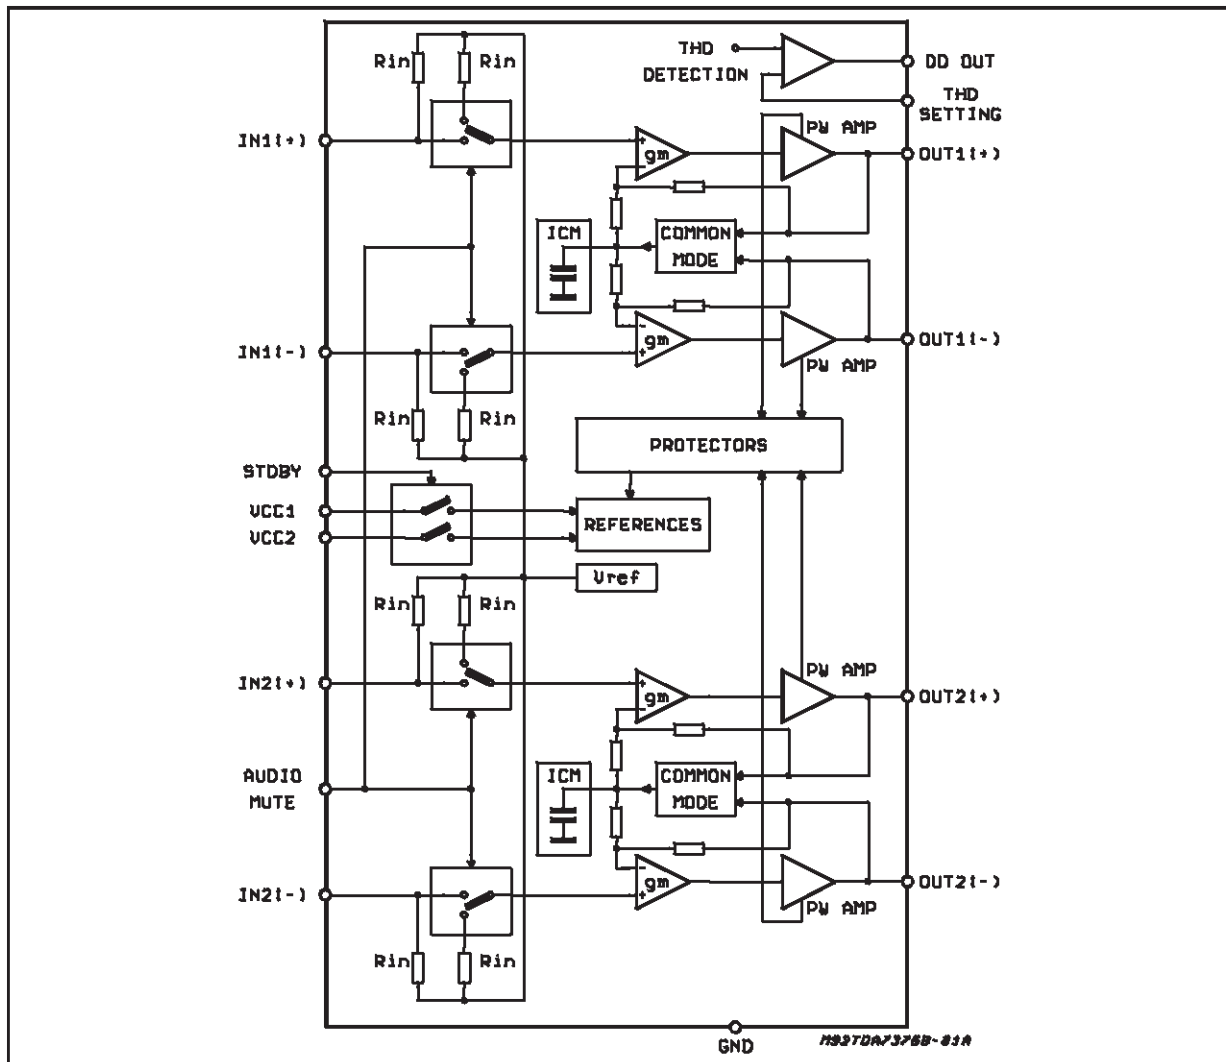 Rin
Rin
THD
DETECTION
DD OUT
THD
SETTING
IN1(+)
+
gm
-
PW AMP
OUT1(+)
ICM
COMMON
MODE
IN1(-)
-
gm
+
PW AMP
OUT1(-)
Rin
Rin
PROTECTORS
STDBY
VCC1
VCC2
REFERENCES
Vref
Rin
Rin
IN2(+)
+
gm
-
PW AMP
OUT2(+)
AUDIO
MUTE
ICM
COMMON
MODE
IN2(-)
-
gm
+
PW AMP
OUT2(-)
Rin
Rin
GND
M93TDA7376B-01A